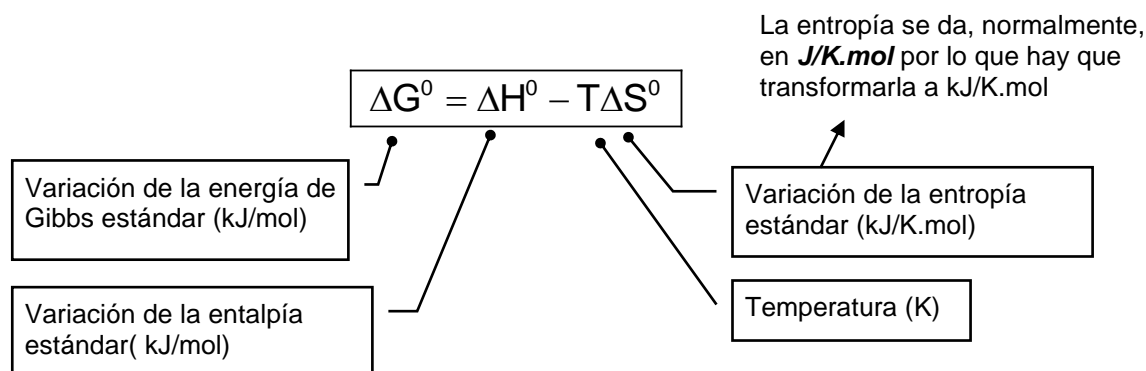 La entropía se da, normalmente,
en J/K.mol por lo que hay que
transformarla a kJ/K.mol
ΔG⁰ = ΔH⁰ − TΔS⁰
Variación de la energía de
Gibbs estándar (kJ/mol)
Variación de la entropía
estándar (kJ/K.mol)
Variación de la entalpía
estándar( kJ/mol)
Temperatura (K)